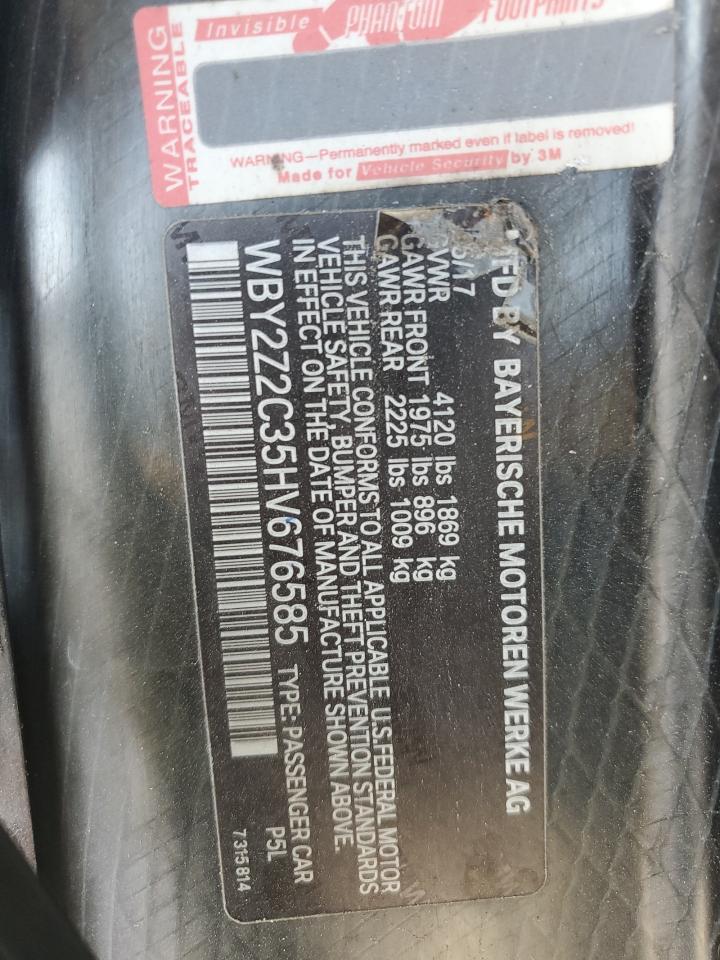 WARNING
TRACEABLE
Invisible PHANTOM FOOTPRINTS
WARNING—Permanently marked even if label is removed!
Made for Vehicle Security by 3M
MFD BY BAYERISCHE MOTOREN WERKE AG
/17
GVWR 4120 lbs 1869 kg
GAWR FRONT 1975 lbs 896 kg
GAWR REAR 2225 lbs 1009 kg
THIS VEHICLE CONFORMS TO ALL APPLICABLE U.S. FEDERAL MOTOR
VEHICLE SAFETY, BUMPER AND THEFT PREVENTION STANDARDS
IN EFFECT ON THE DATE OF MANUFACTURE SHOWN ABOVE.
WBY2Z2C35HV676585 TYPE: PASSENGER CAR
P5L
7315814